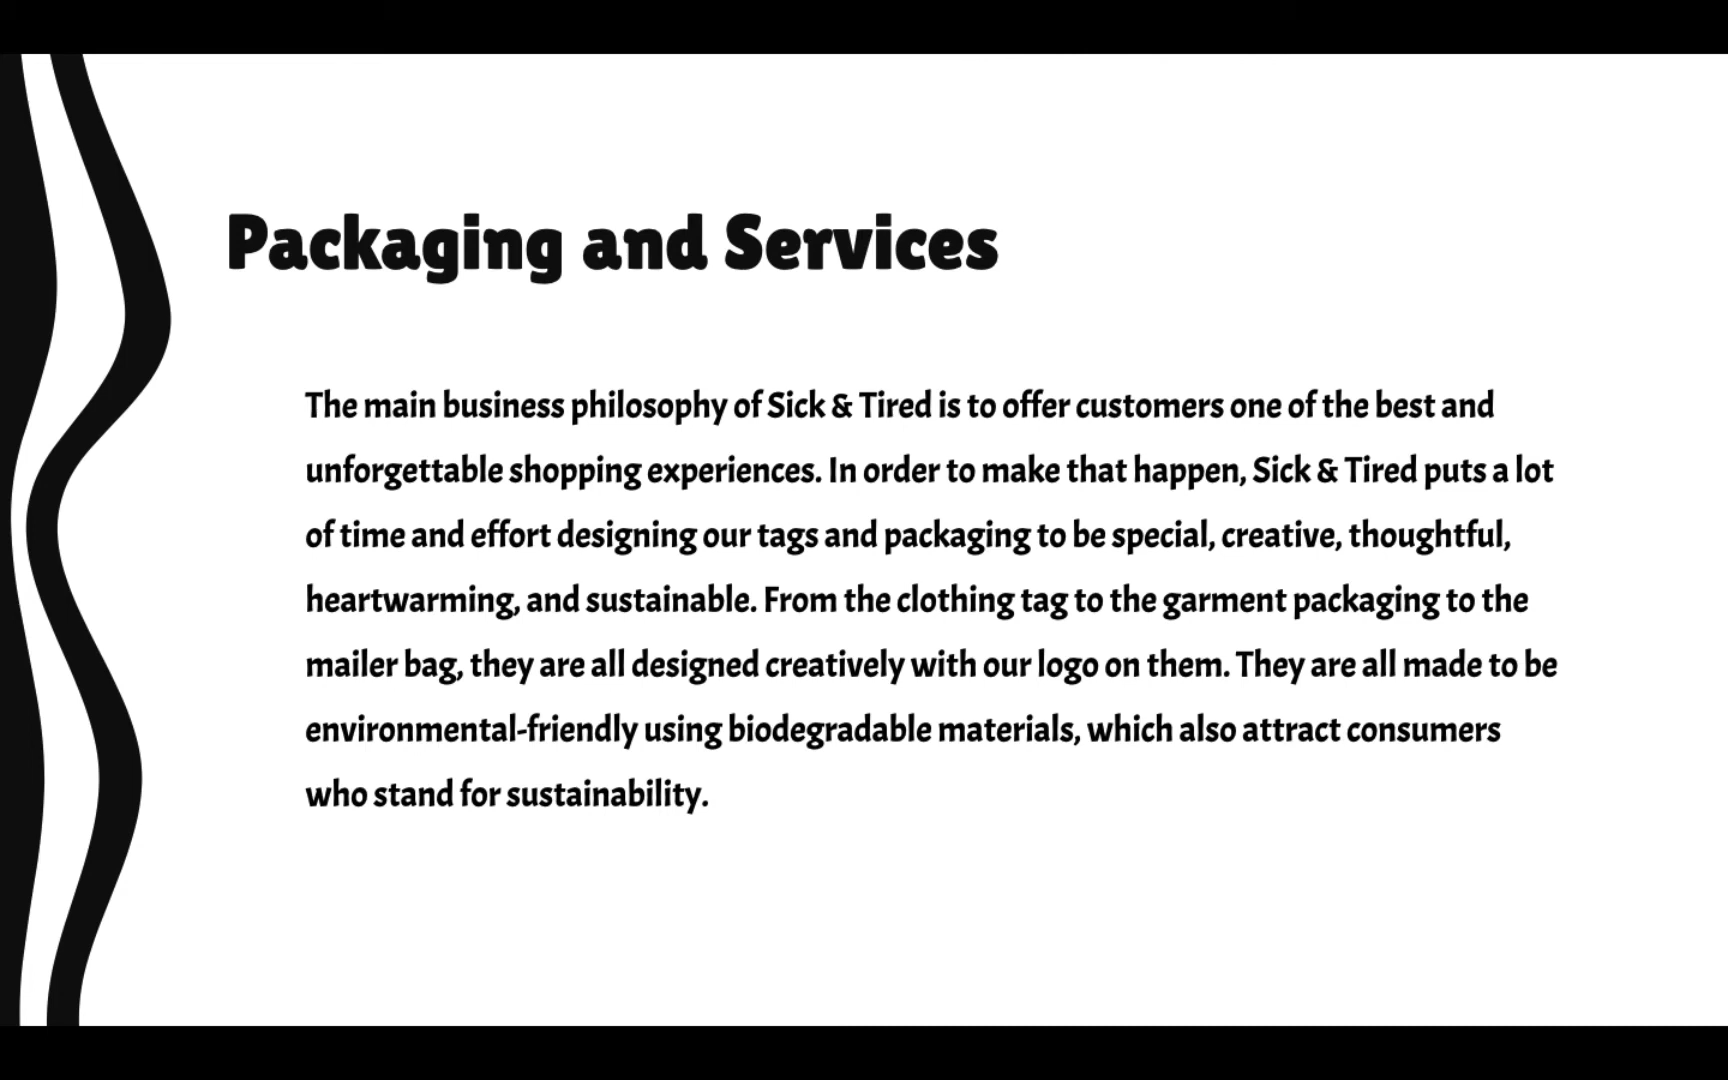 Packaging and Services
The main business philosophy of Sick & Tired is to offer customers one of the best and
unforgettable shopping experiences. In order to make that happen, Sick & Tired puts a lot
of time and effort designing our tags and packaging to be special, creative, thoughtful,
heartwarming, and sustainable. From the clothing tag to the garment packaging to the
mailer bag, they are all designed creatively with our logo on them. They are all made to be
environmental-friendly using biodegradable materials, which also attract consumers
who stand for sustainability.